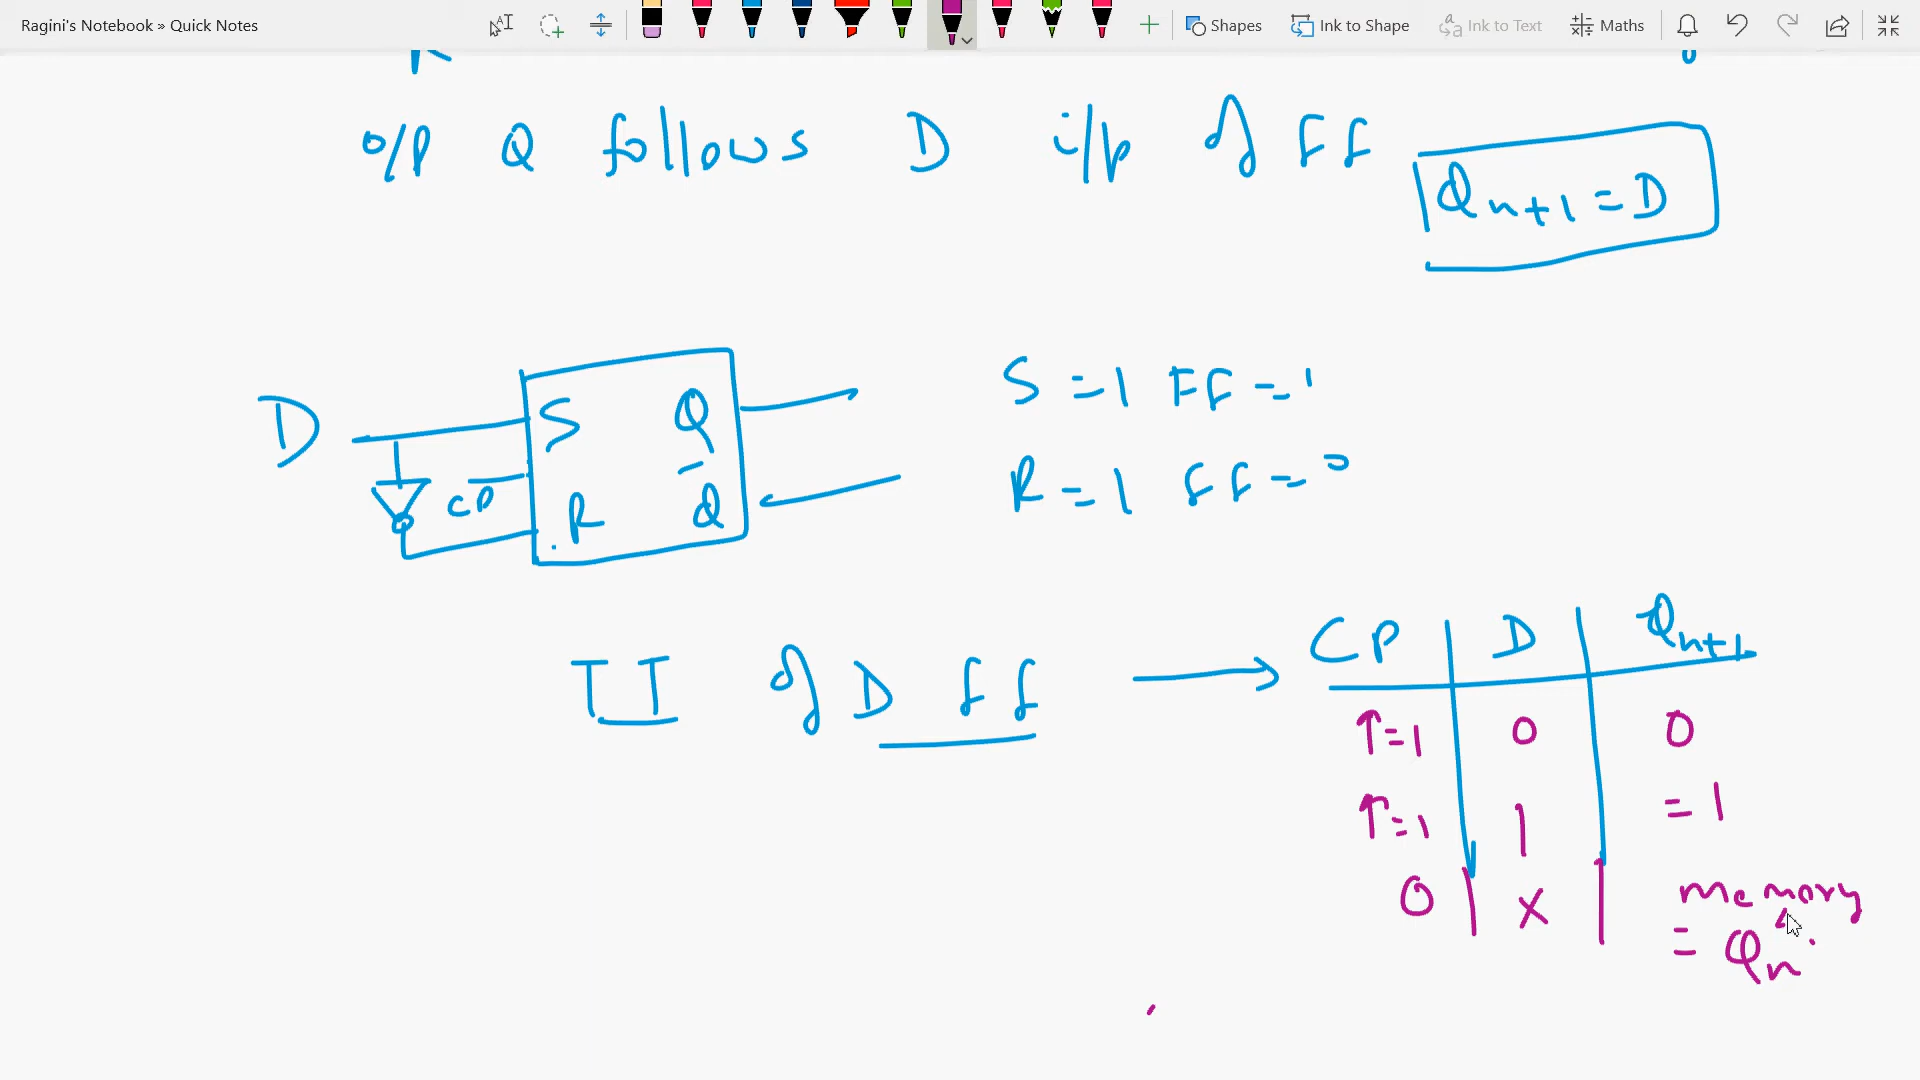 Ragini's Notebook » Quick Notes
Shapes
Ink to Shape
Ink to Text
Maths
o/p Q follows D i/p of FF
Qn+1 = D
D
S Q
CP
R Q̅
S = 1 FF = 1
R = 1 FF = 0
TT of D FF →
CP D Qn+1
↑=1 0 0
↑=1 1 = 1
0 X memory
= Qn